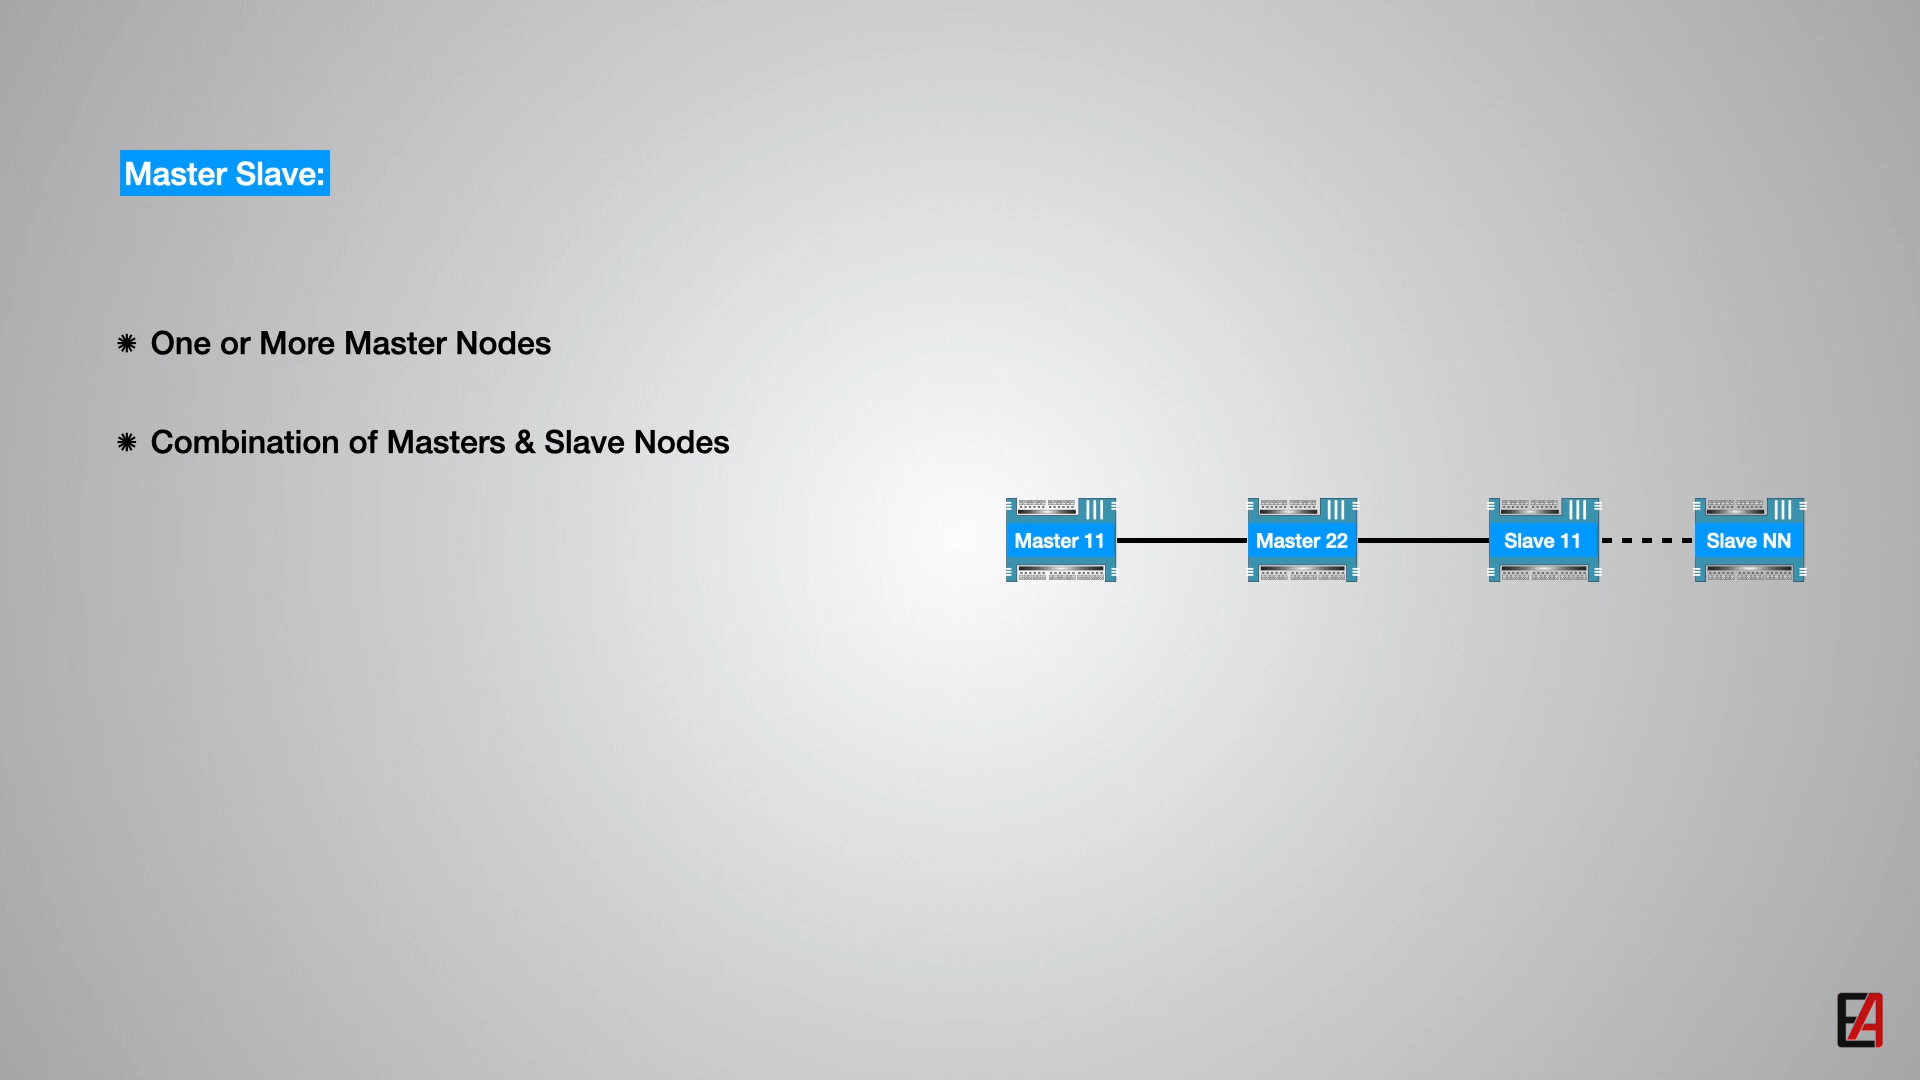 Master Slave:
One or More Master Nodes
Combination of Masters & Slave Nodes
Master 11
Master 22
Slave 11
Slave NN
EA